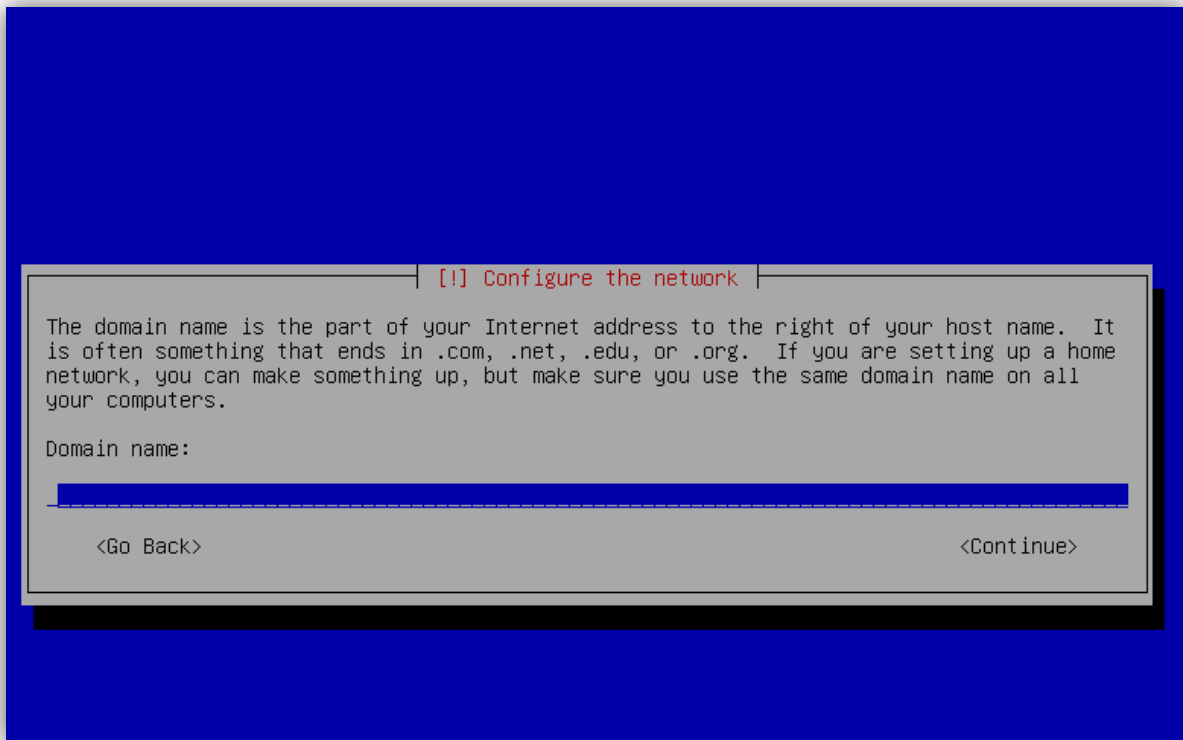 [!] Configure the network
The domain name is the part of your Internet address to the right of your host name.  It
is often something that ends in .com, .net, .edu, or .org.  If you are setting up a home
network, you can make something up, but make sure you use the same domain name on all
your computers.
Domain name:
<Go Back> <Continue>